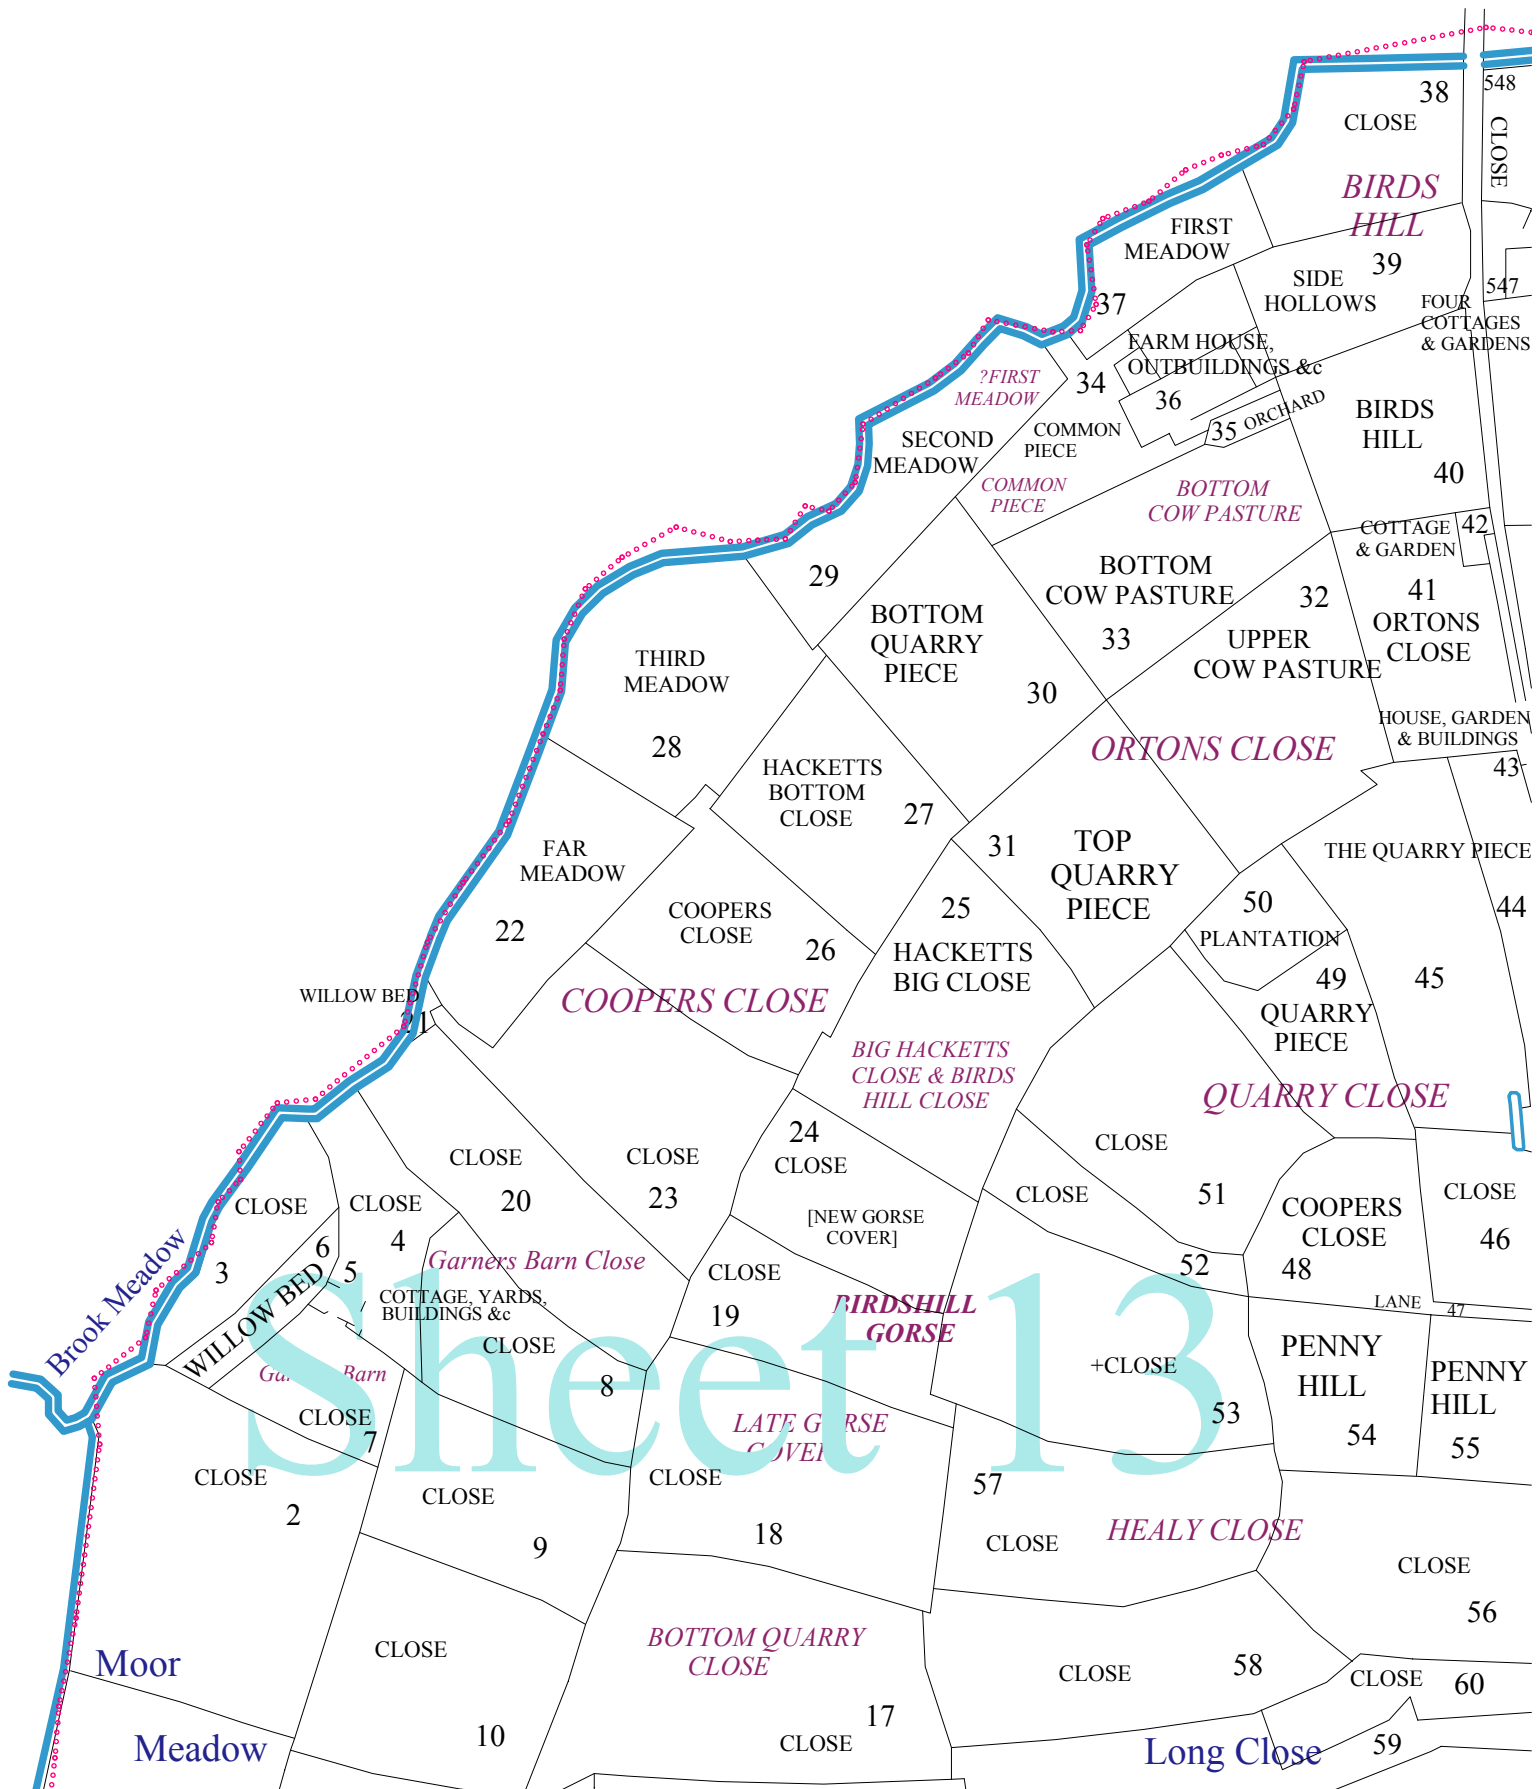 38
548
CLOSE
CLOSE
BIRDS
HILL
FIRST
MEADOW
39
SIDE
HOLLOWS
37
547
FOUR
COTTAGES
& GARDENS
FARM HOUSE,
OUTBUILDINGS &c
?FIRST
MEADOW
34
36
35 ORCHARD
BIRDS
HILL
40
SECOND
MEADOW
COMMON
PIECE
COMMON
PIECE
BOTTOM
COW PASTURE
COTTAGE
& GARDEN
42
29
BOTTOM
COW PASTURE
33
32
41
ORTONS
CLOSE
BOTTOM
QUARRY
PIECE
30
UPPER
COW PASTURE
THIRD
MEADOW
28
HOUSE, GARDEN
& BUILDINGS
43
ORTONS CLOSE
HACKETTS
BOTTOM
CLOSE
27
31
TOP
QUARRY
PIECE
THE QUARRY PIECE
44
FAR
MEADOW
22
COOPERS
CLOSE
26
25
HACKETTS
BIG CLOSE
50
PLANTATION
49
45
WILLOW BED
21
COOPERS CLOSE
QUARRY
PIECE
BIG HACKETTS
CLOSE & BIRDS
HILL CLOSE
QUARRY CLOSE
24
CLOSE
CLOSE
51
CLOSE
20
CLOSE
23
CLOSE
COOPERS
CLOSE
48
CLOSE
46
CLOSE
3
CLOSE
4
6
5
WILLOW BED
[NEW GORSE
COVER]
Brook Meadow
Garners Barn Close
CLOSE
19
52
COTTAGE, YARDS,
BUILDINGS &c
BIRDSHILL
GORSE
LANE
47
Sheet 13
CLOSE
8
+CLOSE
53
PENNY
HILL
54
PENNY
HILL
55
Barn
CLOSE
7
LATE GORSE
COVER
CLOSE
2
CLOSE
9
CLOSE
18
57
CLOSE
HEALY CLOSE
CLOSE
56
Moor
Meadow
CLOSE
10
BOTTOM QUARRY
CLOSE
17
CLOSE
CLOSE
58
CLOSE
60
Long Close
59